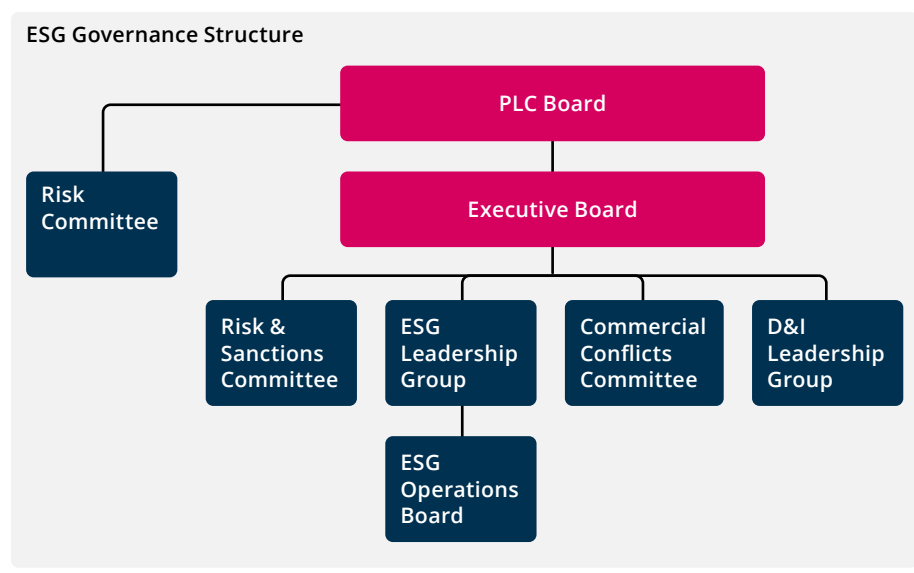 ESG Governance Structure
PLC Board
Risk
Committee
Executive Board
Risk &
Sanctions
Committee
ESG
Leadership
Group
Commercial
Conflicts
Committee
D&I
Leadership
Group
ESG
Operations
Board